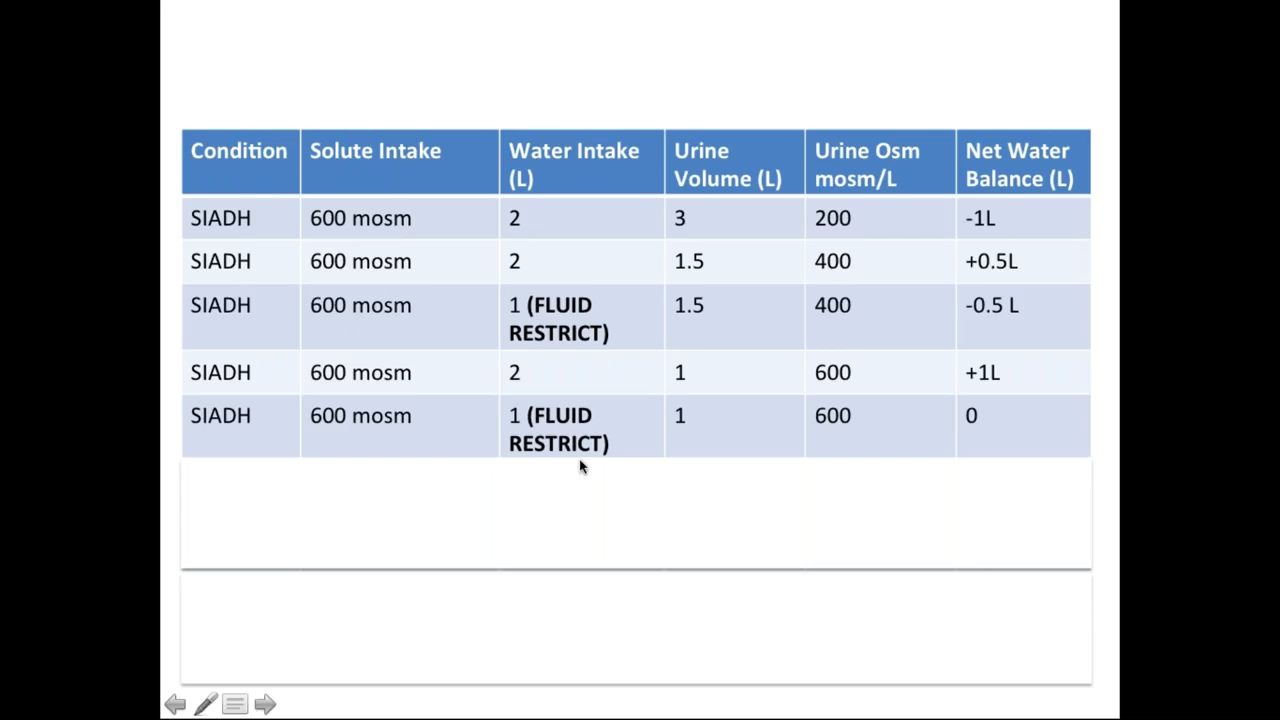 Condition Solute Intake Water Intake (L) Urine Volume (L) Urine Osm mosm/L Net Water Balance (L)
SIADH 600 mosm 2 3 200 -1L
SIADH 600 mosm 2 1.5 400 +0.5L
SIADH 600 mosm 1 (FLUID RESTRICT) 1.5 400 -0.5 L
SIADH 600 mosm 2 1 600 +1L
SIADH 600 mosm 1 (FLUID RESTRICT) 1 600 0